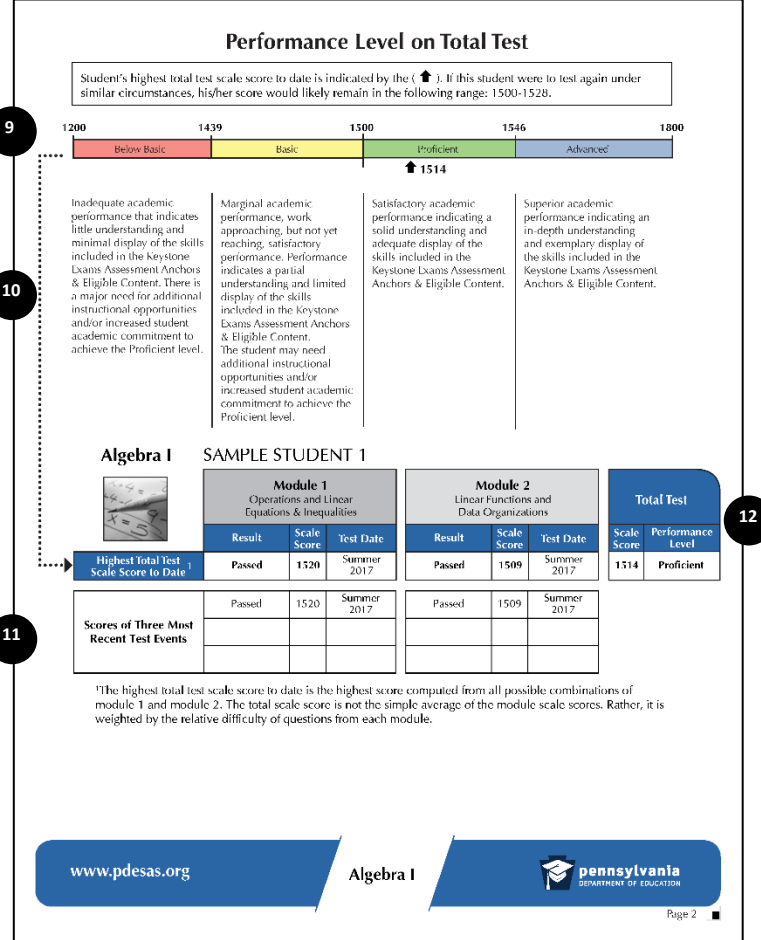 Performance Level on Total Test
Student's highest total test scale score to date is indicated by the ( ⬆ ). If this student were to test again under
similar circumstances, his/her score would likely remain in the following range: 1500-1528.
9
1200 1439 1500 1546 1800
Below Basic Basic Proficient Advanced
⬆ 1514
Inadequate academic
performance that indicates
little understanding and
minimal display of the skills
included in the Keystone
Exams Assessment Anchors
& Eligible Content. There is
a major need for additional
instructional opportunities
and/or increased student
academic commitment to
achieve the Proficient level.
Marginal academic
performance, work
approaching, but not yet
reaching, satisfactory
performance. Performance
indicates a partial
understanding and limited
display of the skills
included in the Keystone
Exams Assessment Anchors
& Eligible Content.
The student may need
additional instructional
opportunities and/or
increased student academic
commitment to achieve the
Proficient level.
Satisfactory academic
performance indicating a
solid understanding and
adequate display of the
skills included in the
Keystone Exams Assessment
Anchors & Eligible Content.
Superior academic
performance indicating an
in-depth understanding
and exemplary display of
the skills included in the
Keystone Exams Assessment
Anchors & Eligible Content.
10
Algebra I SAMPLE STUDENT 1
Module 1
Operations and Linear
Equations & Inequalities
Module 2
Linear Functions and
Data Organizations
Total Test
12
Result Scale Score Test Date Result Scale Score Test Date Scale Score Performance Level
Highest Total Test
Scale Score to Date¹
Passed 1520 Summer 2017 Passed 1509 Summer 2017 1514 Proficient
11
Scores of Three Most
Recent Test Events
Passed 1520 Summer 2017 Passed 1509 Summer 2017
¹The highest total test scale score to date is the highest score computed from all possible combinations of
module 1 and module 2. The total scale score is not the simple average of the module scale scores. Rather, it is
weighted by the relative difficulty of questions from each module.
www.pdesas.org
Algebra I
pennsylvania
DEPARTMENT OF EDUCATION
Page 2